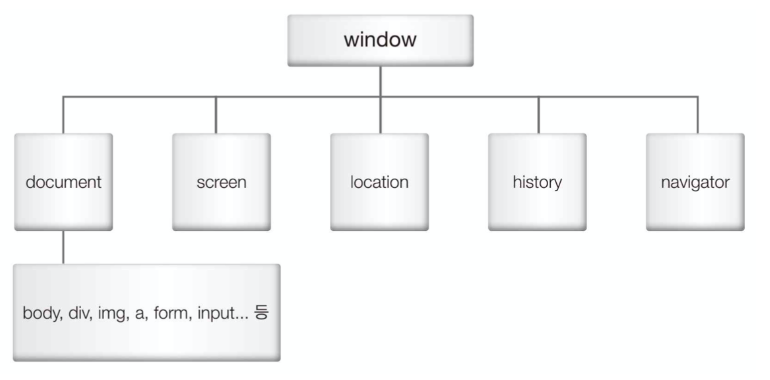 window
document
screen
location
history
navigator
body, div, img, a, form, input... 등